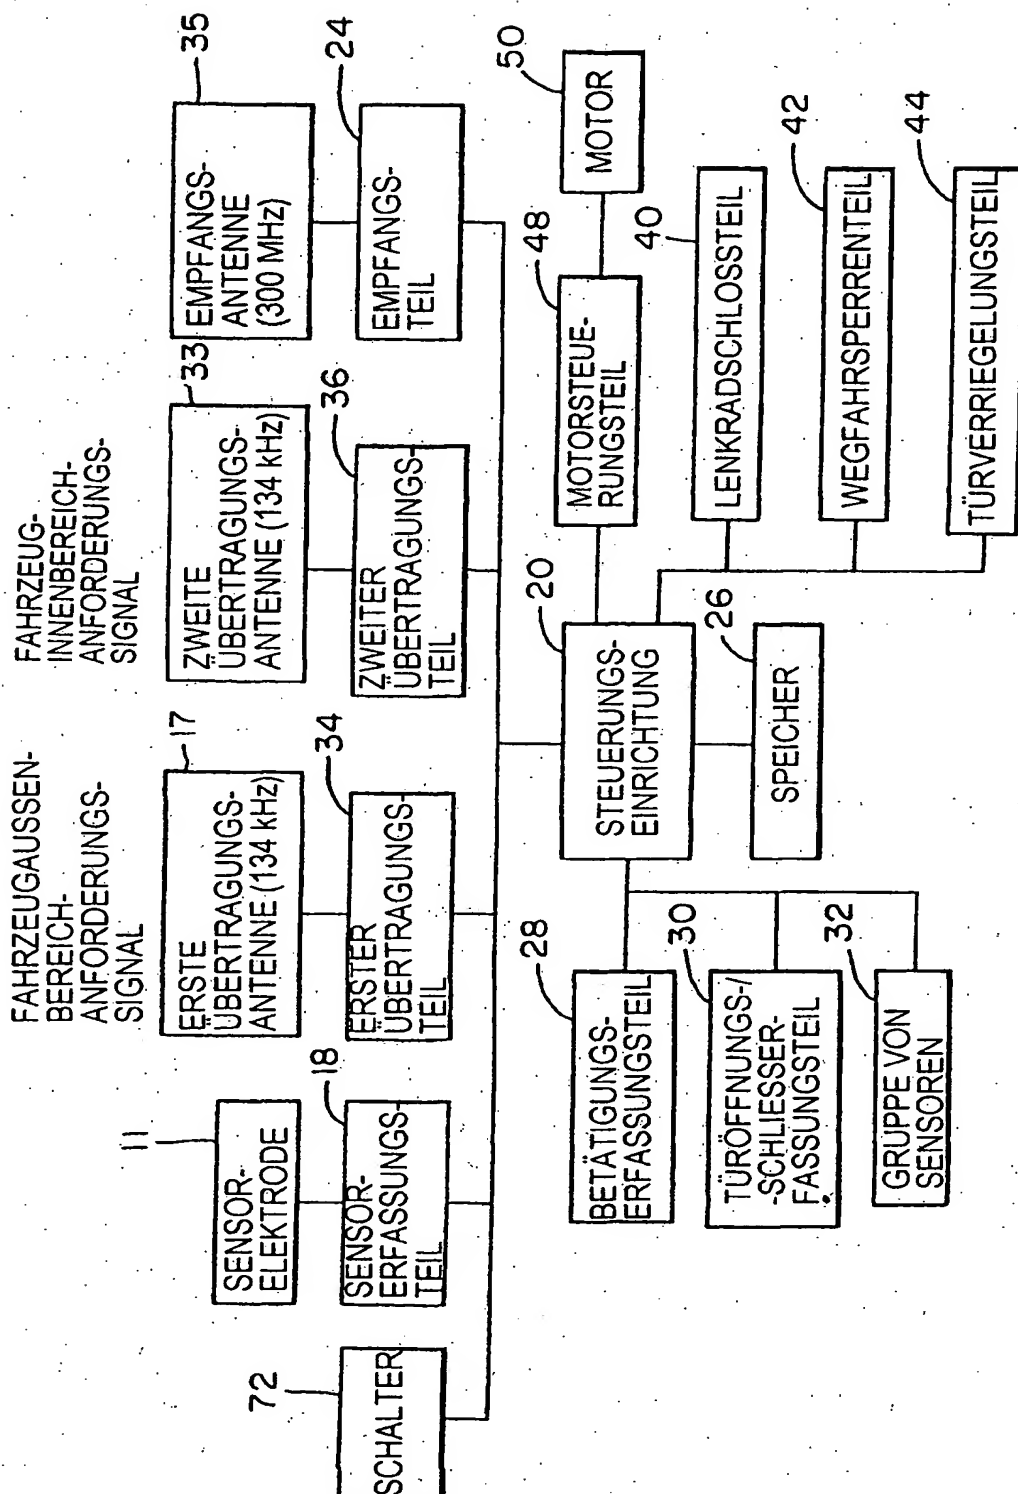 FAHRZEUGAUSSEN-
BEREICH-
ANFORDERUNGS-
SIGNAL
FAHRZEUG-
INNENBEREICH-
ANFORDERUNGS-
SIGNAL
11
SENSOR-
ELEKTRODE
17
ERSTE
ÜBERTRAGUNGS-
ANTENNE (134 kHz)
33
ZWEITE
ÜBERTRAGUNGS-
ANTENNE (134 kHz)
35
EMPFANGS-
ANTENNE
(300 MHz)
72
SCHALTER
18
SENSOR-
ERFASSUNGS-
TEIL
34
ERSTER
ÜBERTRAGUNGS-
TEIL
36
ZWEITER
ÜBERTRAGUNGS-
TEIL
24
EMPFANGS-
TEIL
28
BETÄTIGUNGS-
ERFASSUNGSTEIL
30
TÜRÖFFNUNGS-/
-SCHLIESSER-
FASSUNGSTEIL
32
GRUPPE VON
SENSOREN
20
STEUERUNGS-
EINRICHTUNG
26
SPEICHER
48
MOTORSTEUE-
RUNGSTEIL
50
MOTOR
40
LENKRADSCHLOSSTEIL
42
WEGFAHRSPERRENTEIL
44
TÜRVERRIEGELUNGSTEIL